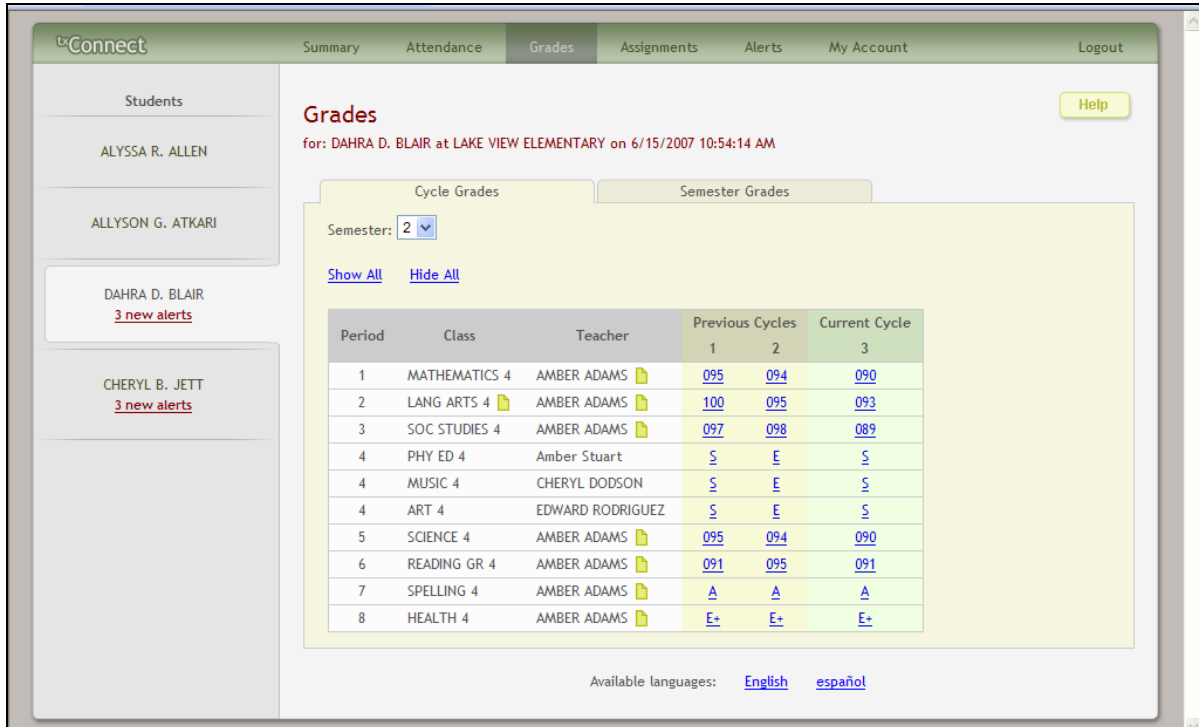 txConnect
Summary Attendance Grades Assignments Alerts My Account Logout
Students
ALYSSA R. ALLEN
ALLYSON G. ATKARI
DAHRA D. BLAIR
3 new alerts
CHERYL B. JETT
3 new alerts
Help
Grades
for: DAHRA D. BLAIR at LAKE VIEW ELEMENTARY on 6/15/2007 10:54:14 AM
Cycle Grades Semester Grades
Semester: 2
Show All Hide All
Period Class Teacher Previous Cycles Current Cycle
1 2 3
1 MATHEMATICS 4 AMBER ADAMS 095 094 090
2 LANG ARTS 4 AMBER ADAMS 100 095 093
3 SOC STUDIES 4 AMBER ADAMS 097 098 089
4 PHY ED 4 Amber Stuart S E S
4 MUSIC 4 CHERYL DODSON S E S
4 ART 4 EDWARD RODRIGUEZ S E S
5 SCIENCE 4 AMBER ADAMS 095 094 090
6 READING GR 4 AMBER ADAMS 091 095 091
7 SPELLING 4 AMBER ADAMS A A A
8 HEALTH 4 AMBER ADAMS E+ E+ E+
Available languages: English español